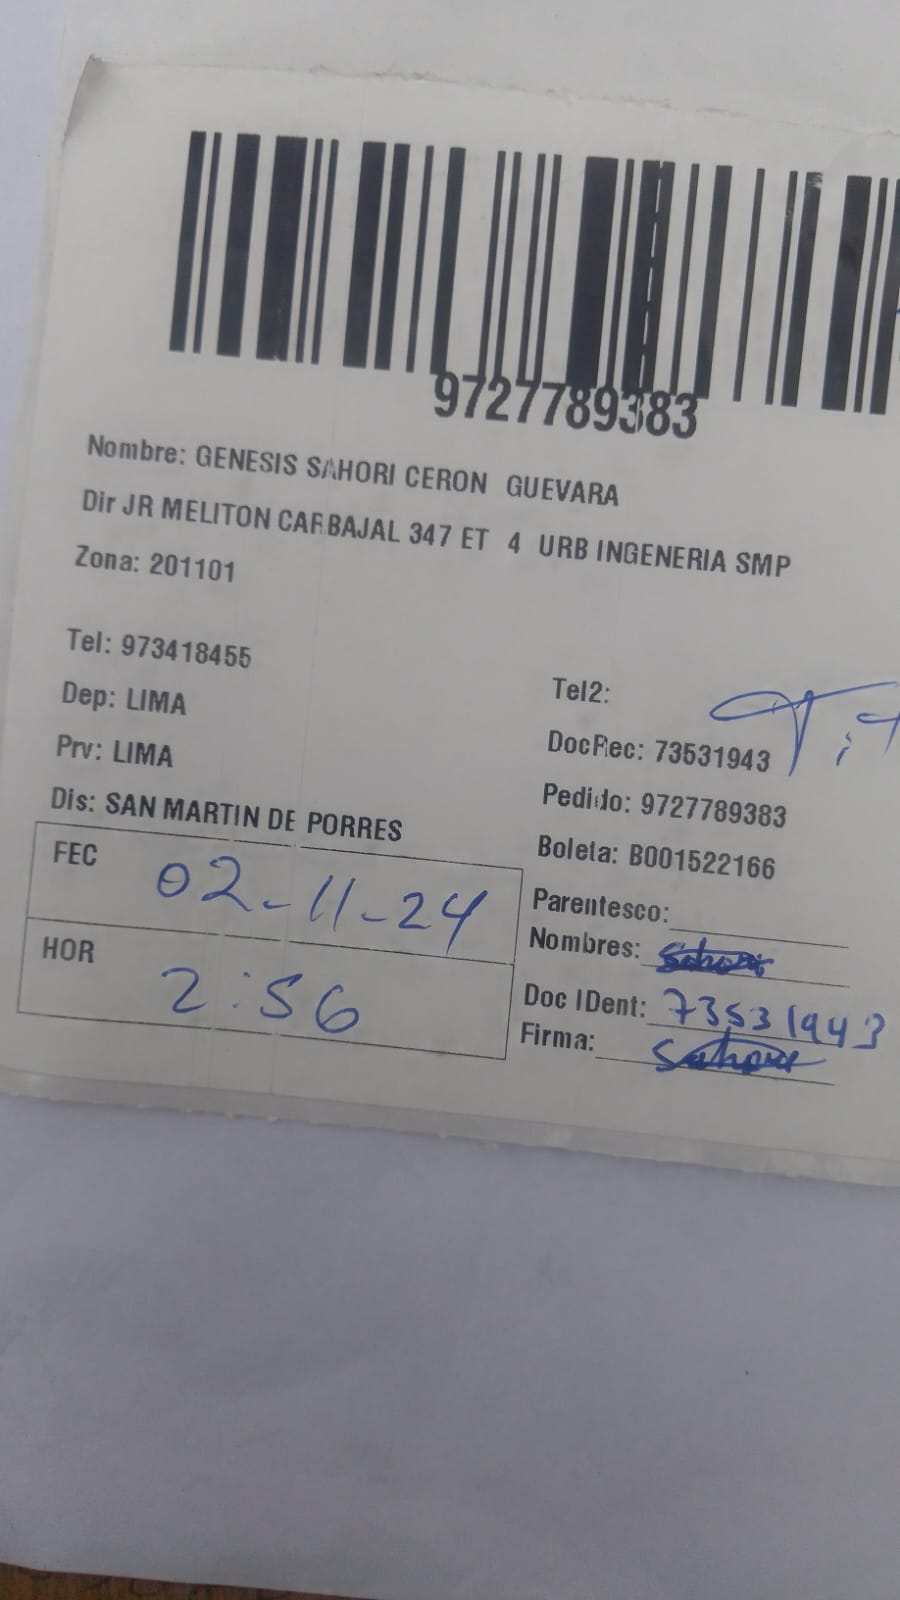 9727789383
Nombre: GENESIS SAHORI CERON GUEVARA
Dir JR MELITON CARBAJAL 347 ET 4 URB INGENERIA SMP
Zona: 201101
Tel: 973418455
Tel2:
Dep: LIMA
DocRec: 73531943
Prv: LIMA
Pedido: 9727789383
Dis: SAN MARTIN DE PORRES
Boleta: B001522166
FEC 02-11-24
Parentesco:
Nombres:
HOR 2:56
Doc IDent: 73531943
Firma: